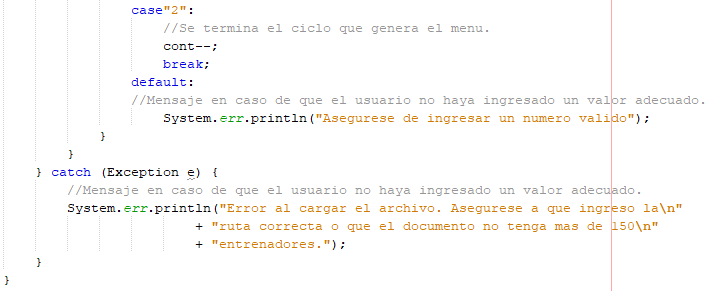 case"2":
//Se termina el ciclo que genera el menu.
cont--;
break;
default:
//Mensaje en caso de que el usuario no haya ingresado un valor adecuado.
System.err.println("Asegurese de ingresar un numero valido");
}
}
} catch (Exception e) {
//Mensaje en caso de que el usuario no haya ingresado un valor adecuado.
System.err.println("Error al cargar el archivo. Asegurese a que ingreso la\n"
+ "ruta correcta o que el documento no tenga mas de 150\n"
+ "entrenadores.");
}
}